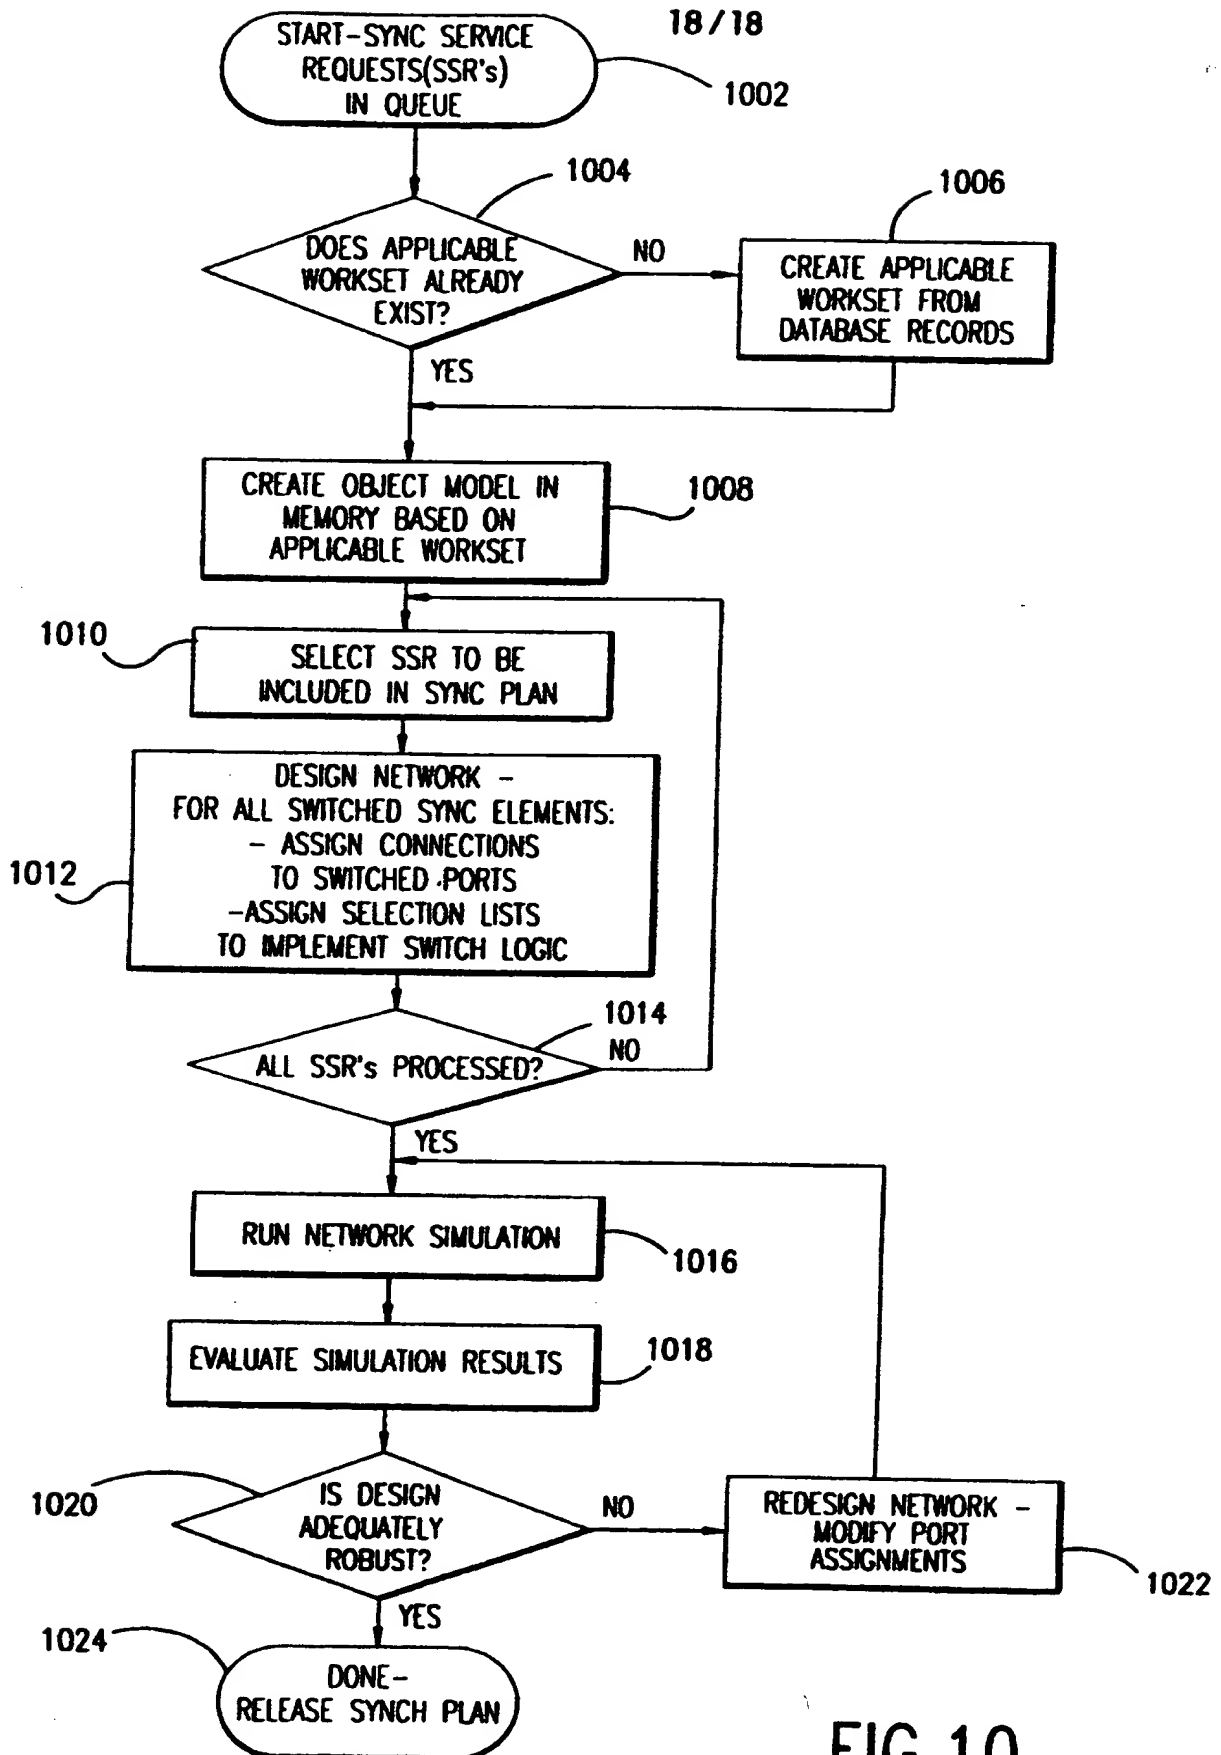 18/18
START-SYNC SERVICE
REQUESTS(SSR's)
IN QUEUE
1002
1004
DOES APPLICABLE
WORKSET ALREADY
EXIST?
NO
YES
1006
CREATE APPLICABLE
WORKSET FROM
DATABASE RECORDS
CREATE OBJECT MODEL IN
MEMORY BASED ON
APPLICABLE WORKSET
1008
1010
SELECT SSR TO BE
INCLUDED IN SYNC PLAN
1012
DESIGN NETWORK -
FOR ALL SWITCHED SYNC ELEMENTS:
- ASSIGN CONNECTIONS
TO SWITCHED PORTS
-ASSIGN SELECTION LISTS
TO IMPLEMENT SWITCH LOGIC
1014
ALL SSR's PROCESSED?
NO
YES
RUN NETWORK SIMULATION
1016
EVALUATE SIMULATION RESULTS
1018
1020
IS DESIGN
ADEQUATELY
ROBUST?
NO
YES
REDESIGN NETWORK -
MODIFY PORT
ASSIGNMENTS
1022
1024
DONE-
RELEASE SYNCH PLAN
FIG.10